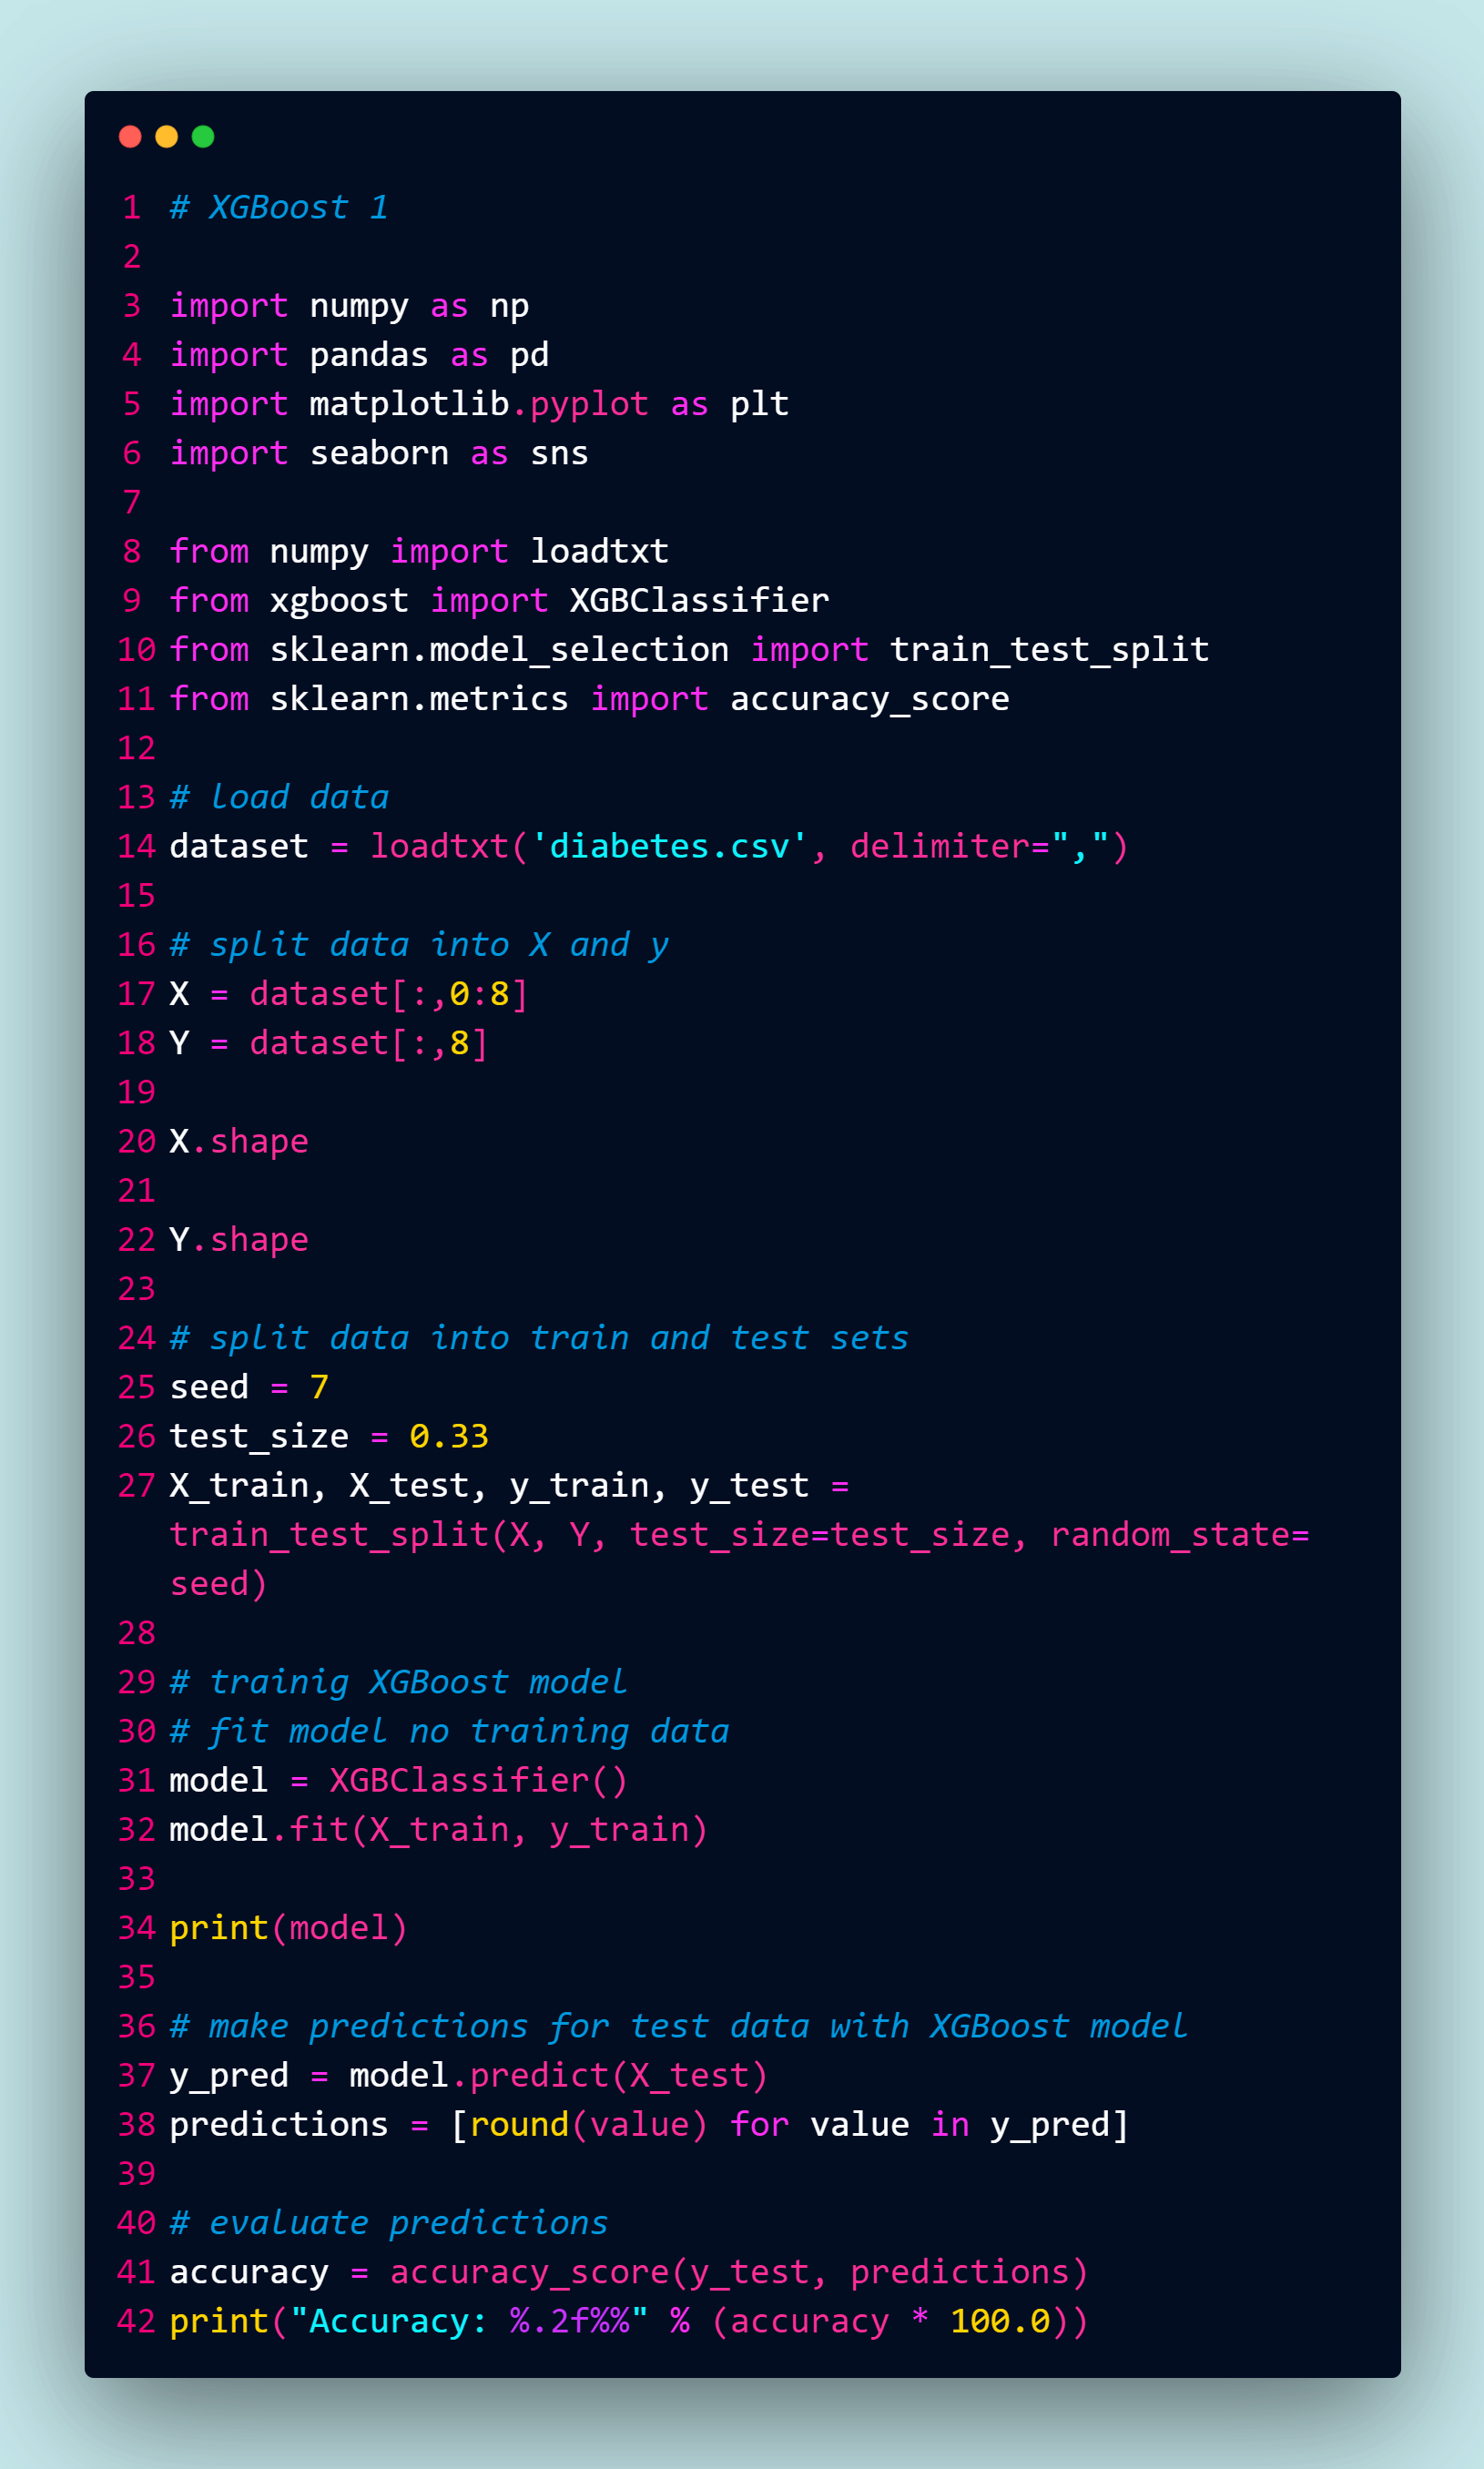 1 # XGBoost 1
2
3 import numpy as np
4 import pandas as pd
5 import matplotlib.pyplot as plt
6 import seaborn as sns
7
8 from numpy import loadtxt
9 from xgboost import XGBClassifier
10 from sklearn.model_selection import train_test_split
11 from sklearn.metrics import accuracy_score
12
13 # load data
14 dataset = loadtxt('diabetes.csv', delimiter=",")
15
16 # split data into X and y
17 X = dataset[:,0:8]
18 Y = dataset[:,8]
19
20 X.shape
21
22 Y.shape
23
24 # split data into train and test sets
25 seed = 7
26 test_size = 0.33
27 X_train, X_test, y_train, y_test =
train_test_split(X, Y, test_size=test_size, random_state=
seed)
28
29 # trainig XGBoost model
30 # fit model no training data
31 model = XGBClassifier()
32 model.fit(X_train, y_train)
33
34 print(model)
35
36 # make predictions for test data with XGBoost model
37 y_pred = model.predict(X_test)
38 predictions = [round(value) for value in y_pred]
39
40 # evaluate predictions
41 accuracy = accuracy_score(y_test, predictions)
42 print("Accuracy: %.2f%%" % (accuracy * 100.0))